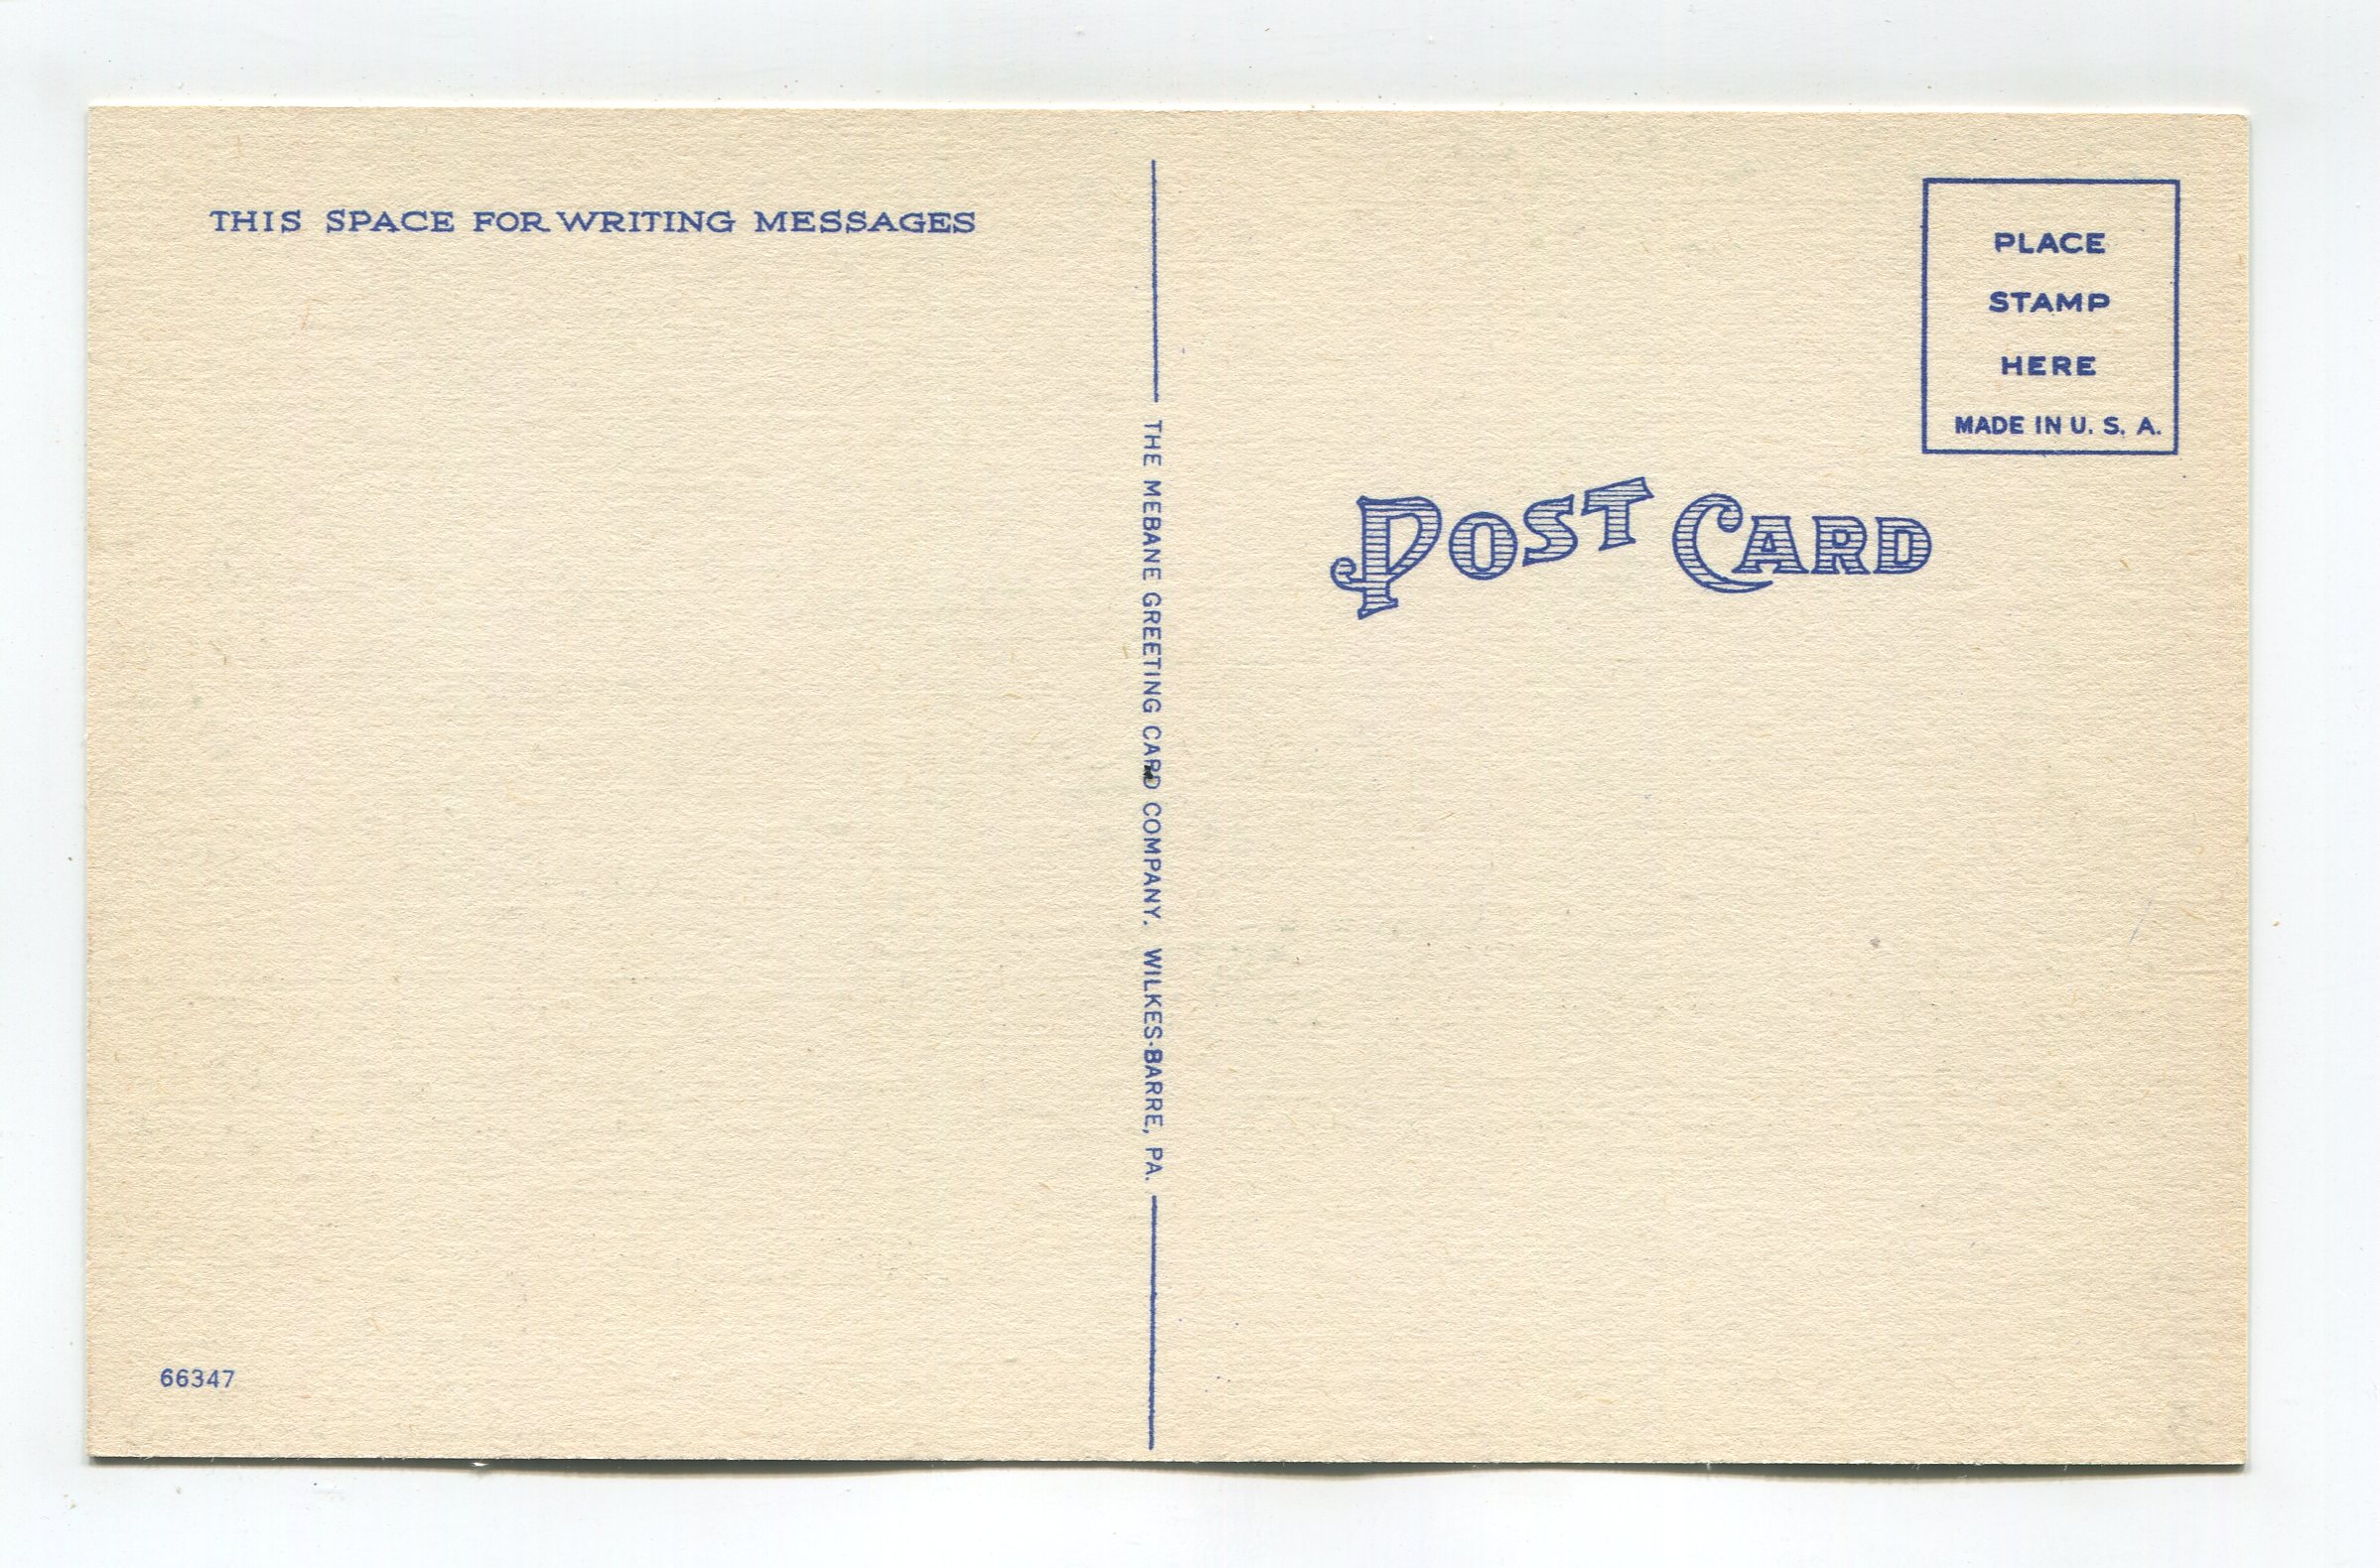 THIS SPACE FOR WRITING MESSAGES
PLACE
STAMP
HERE
MADE IN U. S. A.
POST CARD
THE MEBANE GREETING CARD COMPANY. WILKES-BARRE, PA.
66347